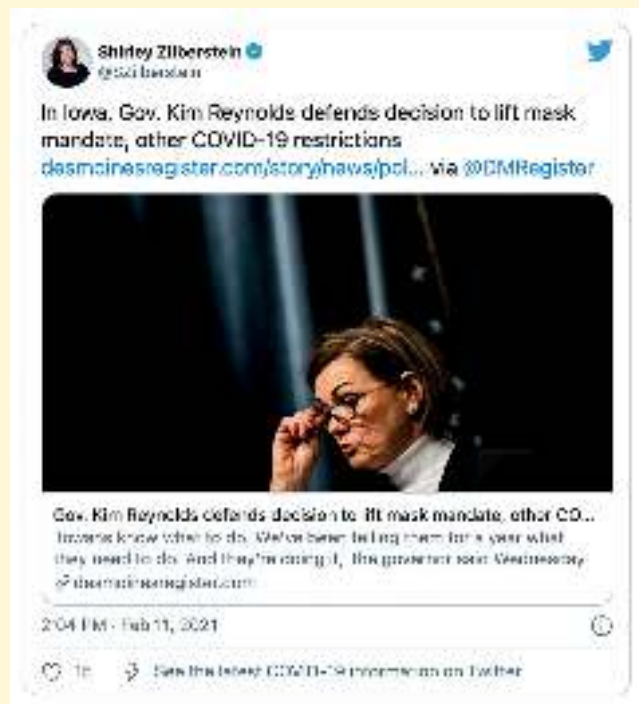 Shirley Zilberstein
@SZilberstein
In Iowa, Gov. Kim Reynolds defends decision to lift mask
mandate, other COVID-19 restrictions
desmoinesregister.com/story/news/pol... via @DMRegister
Gov. Kim Reynolds defends decision to lift mask mandate, other CO...
Iowans know what to do. We've been telling them for a year what
they need to do. And they're doing it, the governor said Wednesday
desmoinesregister.com
2:04 PM · Feb 11, 2021
See the latest COVID-19 information on Twitter